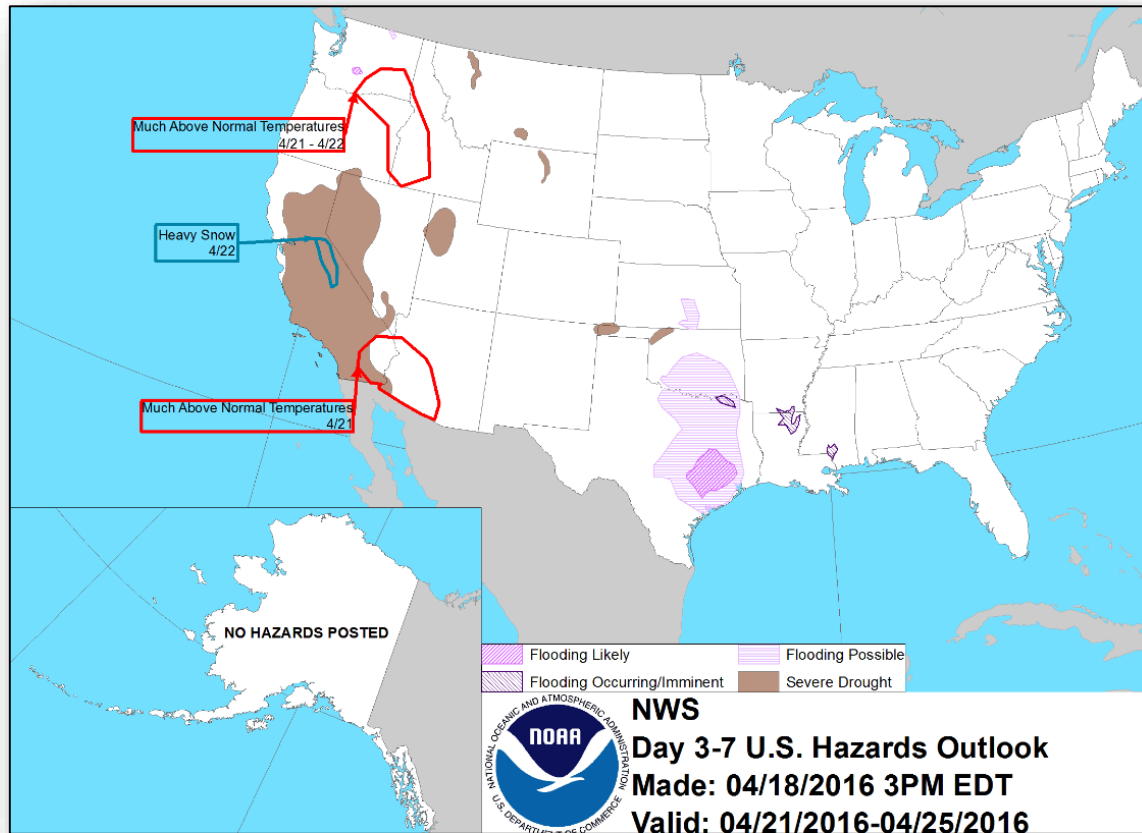 Much Above Normal Temperatures
4/21 - 4/22
Heavy Snow
4/22
Much Above Normal Temperatures
4/21
NO HAZARDS POSTED
Flooding Likely
Flooding Possible
Flooding Occurring/Imminent
Severe Drought
NATIONAL OCEANIC AND ATMOSPHERIC ADMINISTRATION
NOAA
U.S. DEPARTMENT OF COMMERCE
NWS
Day 3-7 U.S. Hazards Outlook
Made: 04/18/2016 3PM EDT
Valid: 04/21/2016-04/25/2016